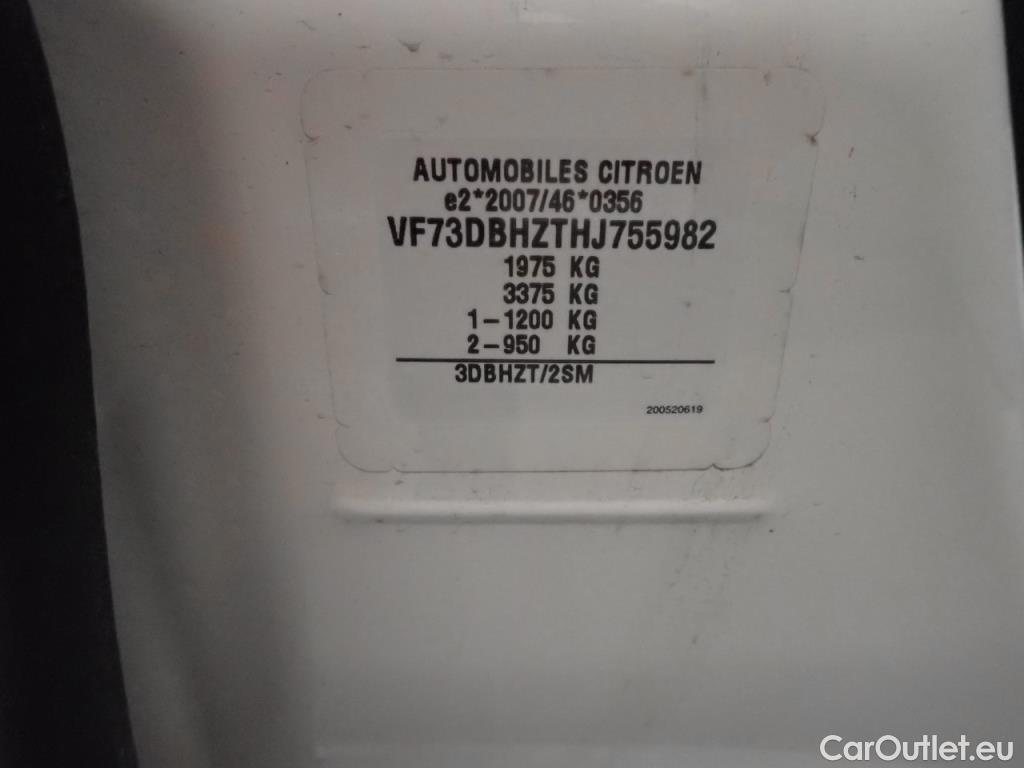 AUTOMOBILES CITROEN
e2*2007/46*0356
VF73DBHZTHJ755982
1975 KG
3375 KG
1-1200 KG
2-950 KG
3DBHZT/2SM
200520619
CarOutlet.eu